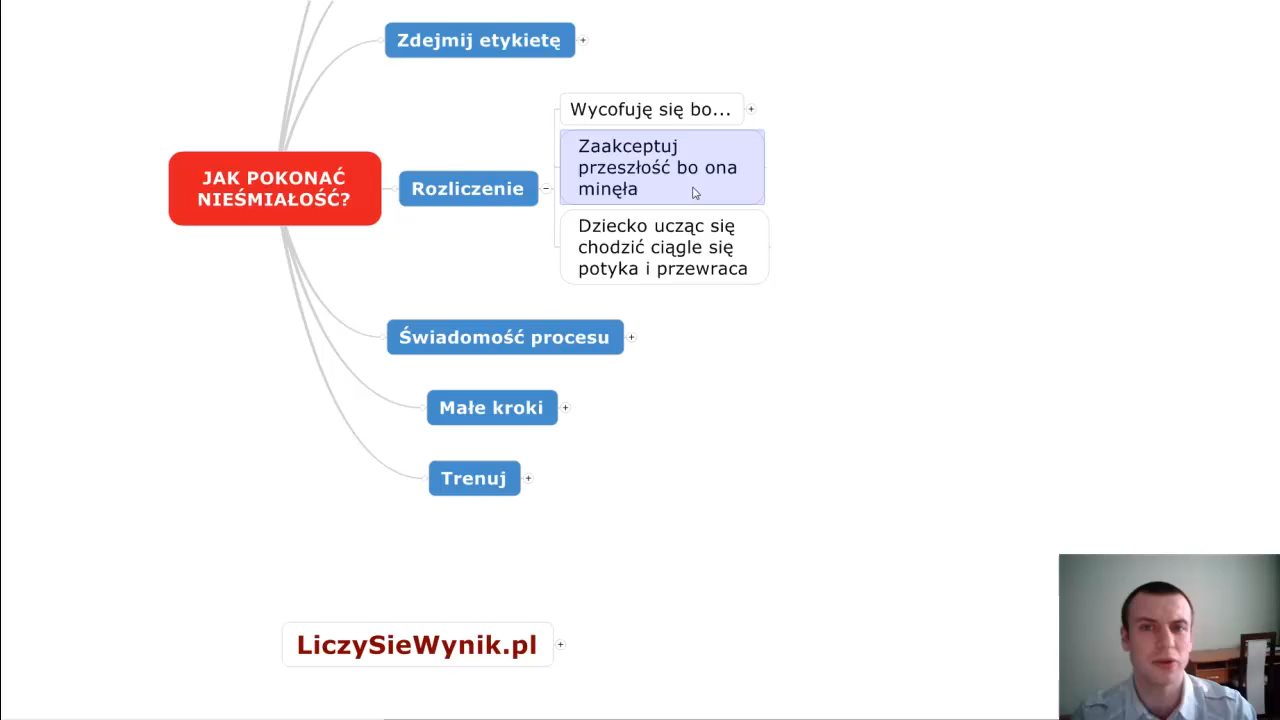 Zdejmij etykietę
Wycofuję się bo...
Zaakceptuj
przeszłość bo ona
minęła
JAK POKONAĆ
NIEŚMIAŁOŚĆ?
Rozliczenie
Dziecko ucząc się
chodzić ciągle się
potyka i przewraca
Świadomość procesu
Małe kroki
Trenuj
LiczySieWynik.pl